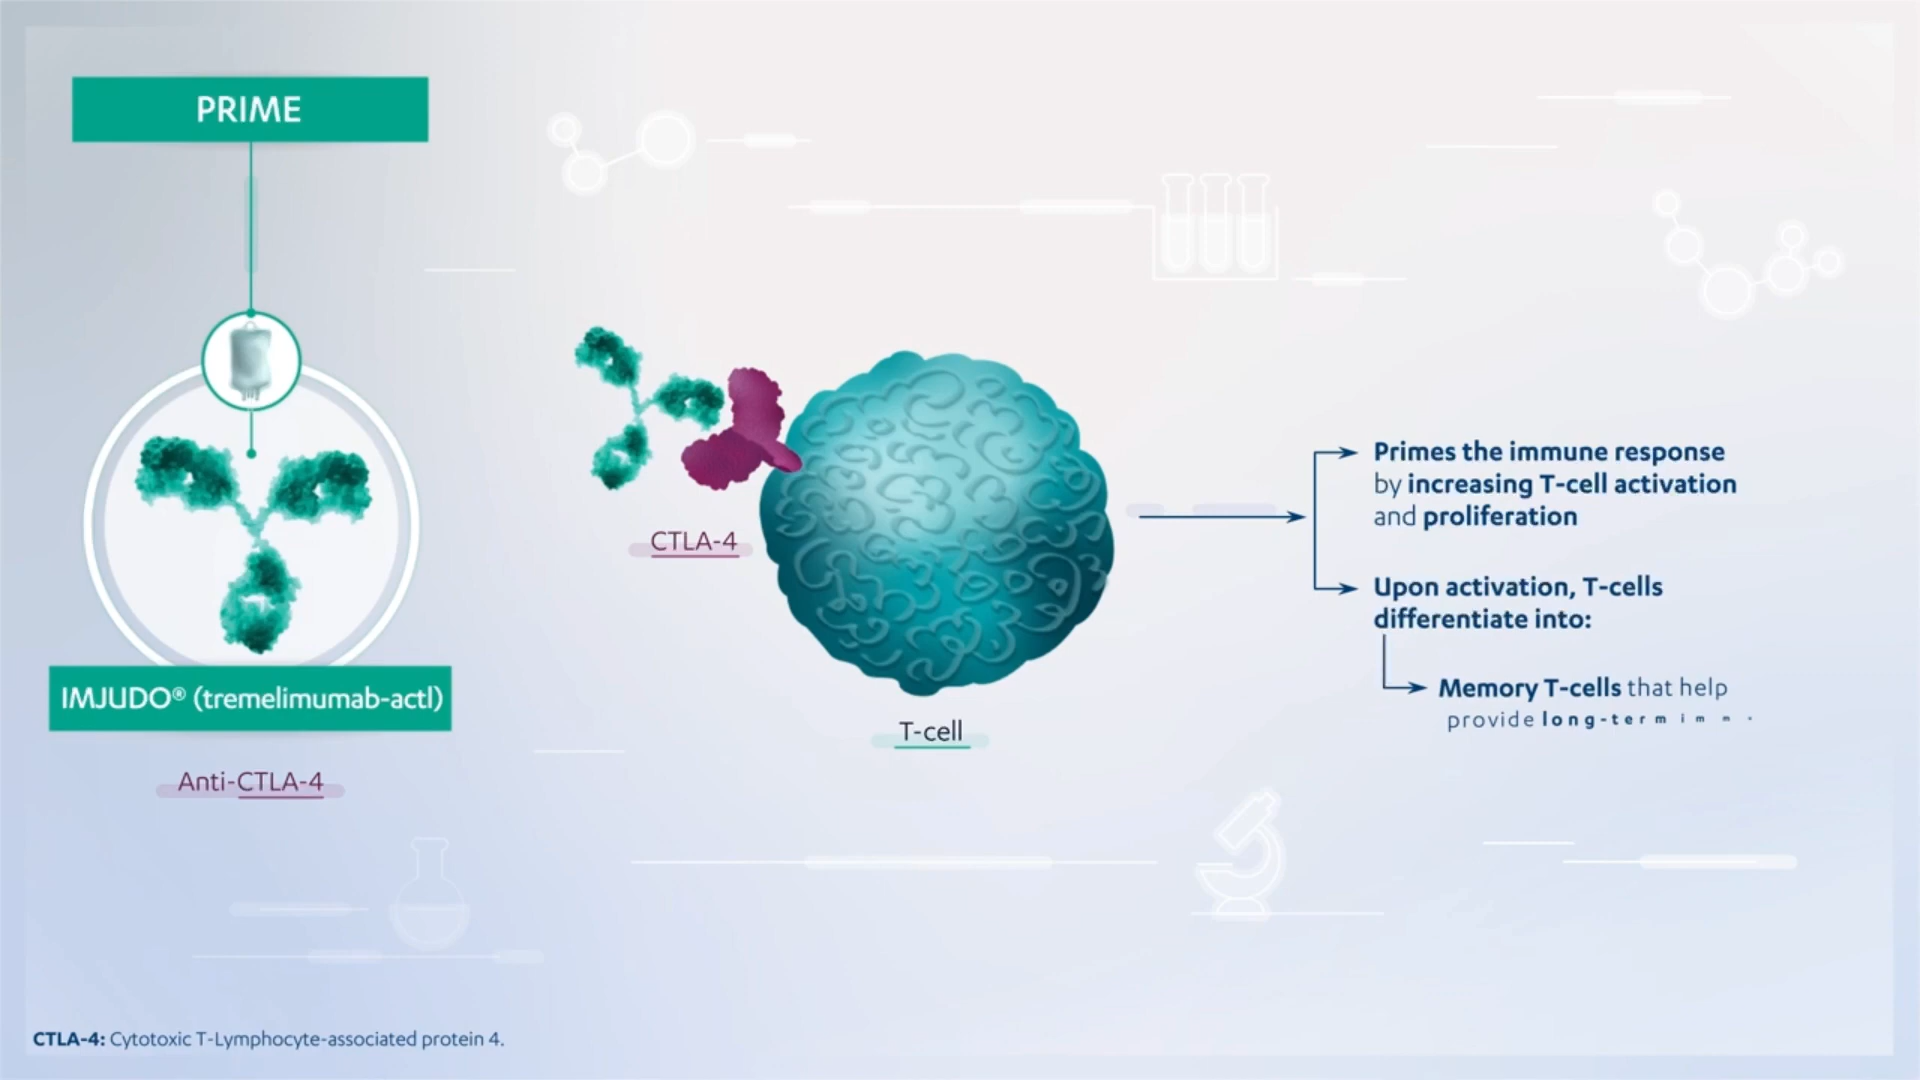 PRIME
IMJUDO® (tremelimumab-actl)
Anti-CTLA-4
CTLA-4
T-cell
Primes the immune response
by increasing T-cell activation
and proliferation
Upon activation, T-cells
differentiate into:
Memory T-cells that help
provide long-term
CTLA-4: Cytotoxic T-Lymphocyte-associated protein 4.